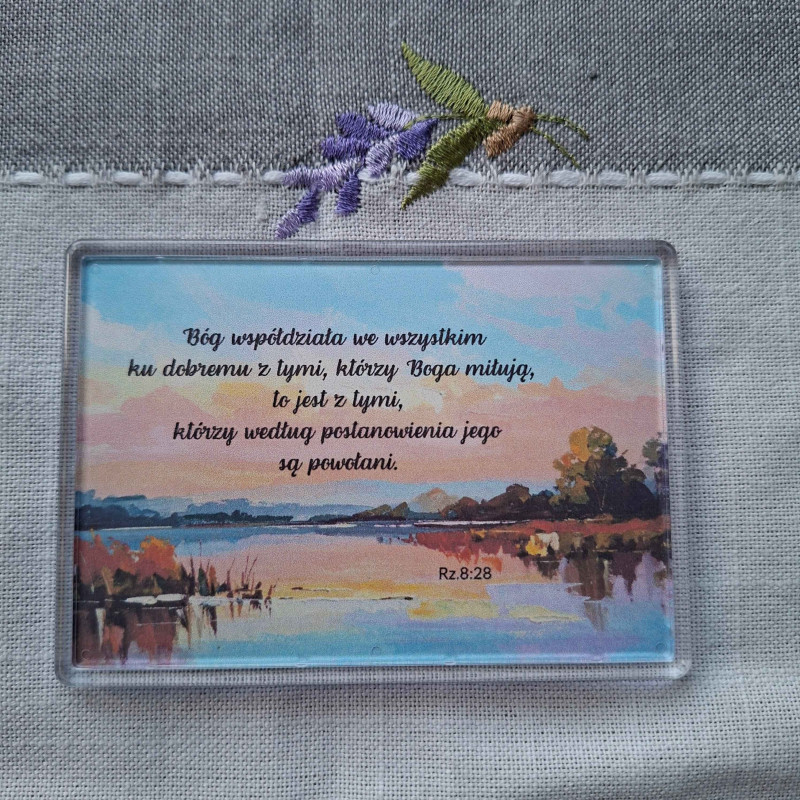 Bóg współdziała we wszystkim
ku dobremu z tymi, którzy Boga miłują,
to jest z tymi,
którzy według postanowienia jego
są powołani.
Rz.8:28